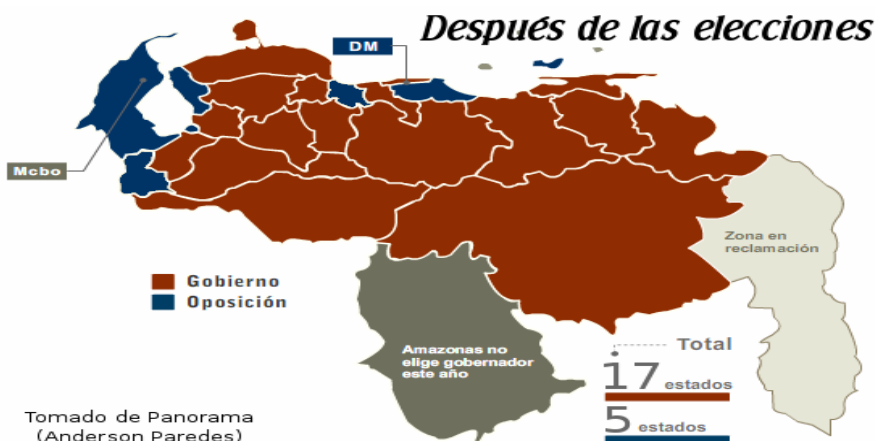 Después de las elecciones
DM
Mcbo
Zona en
reclamación
Gobierno
Oposición
Amazonas no
elige gobernador
este año
Total
17 estados
5 estados
Tomado de Panorama
(Anderson Paredes)